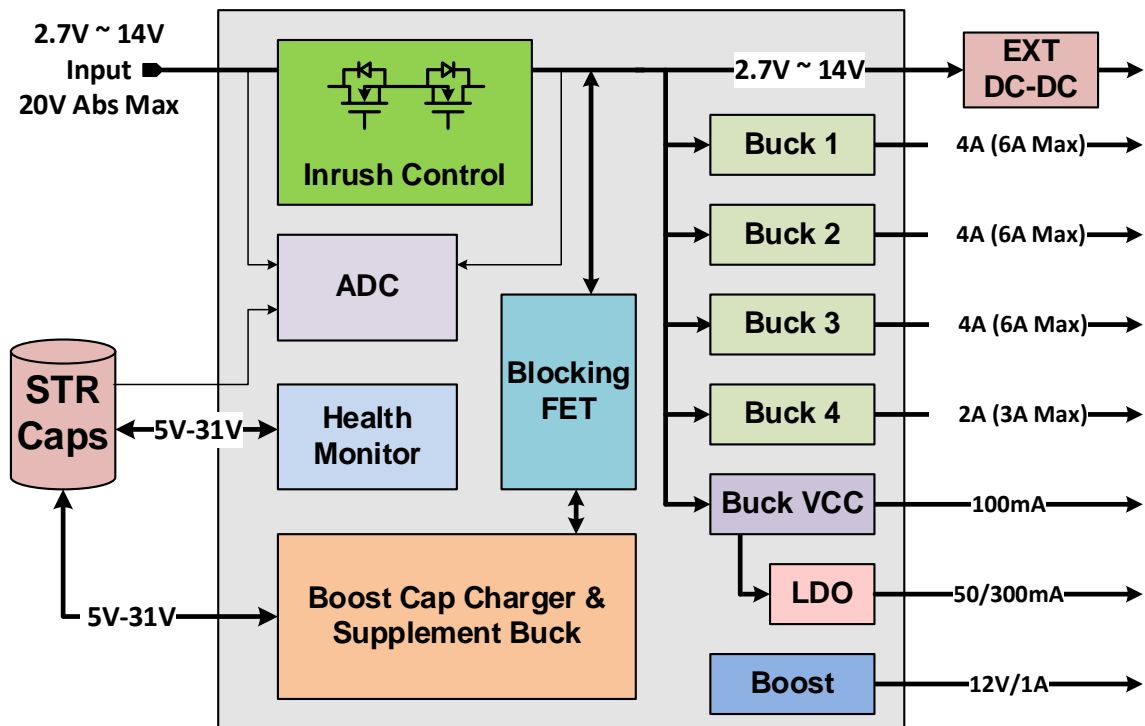 2.7V ~ 14V
Input
20V Abs Max
Inrush Control
2.7V ~ 14V
EXT
DC-DC
Buck 1
4A (6A Max)
Buck 2
4A (6A Max)
ADC
Buck 3
4A (6A Max)
Blocking
FET
STR
Caps
5V-31V
Health
Monitor
Buck 4
2A (3A Max)
Buck VCC
100mA
LDO
50/300mA
5V-31V
Boost Cap Charger &
Supplement Buck
Boost
12V/1A